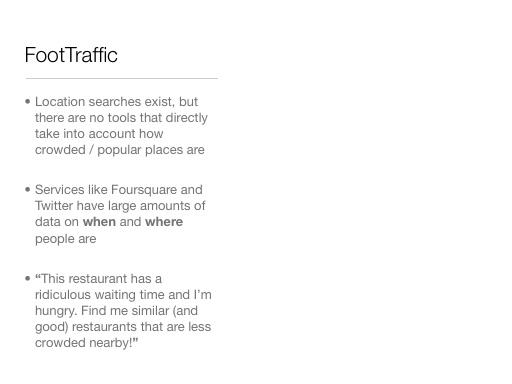 FootTraffic
• Location searches exist, but
there are no tools that directly
take into account how
crowded / popular places are
• Services like Foursquare and
Twitter have large amounts of
data on when and where
people are
• “This restaurant has a
ridiculous waiting time and I’m
hungry. Find me similar (and
good) restaurants that are less
crowded nearby!”